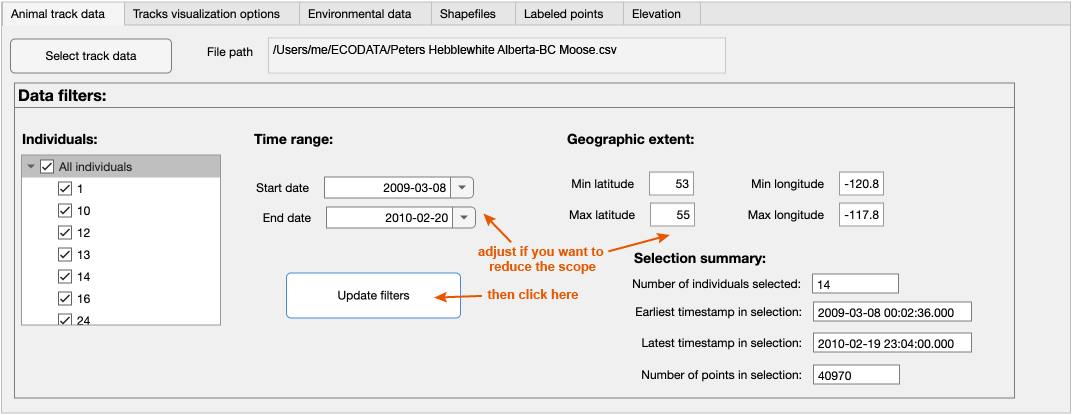 Animal track data
Tracks visualization options
Environmental data
Shapefiles
Labeled points
Elevation
Select track data
File path
/Users/me/ECODATA/Peters Hebblewhite Alberta-BC Moose.csv
Data filters:
Individuals:
All individuals
1
10
12
13
14
16
24
Time range:
Start date
2009-03-08
End date
2010-02-20
Geographic extent:
Min latitude
53
Min longitude
-120.8
Max latitude
55
Max longitude
-117.8
adjust if you want to
reduce the scope
Update filters
then click here
Selection summary:
Number of individuals selected:
14
Earliest timestamp in selection:
2009-03-08 00:02:36.000
Latest timestamp in selection:
2010-02-19 23:04:00.000
Number of points in selection:
40970